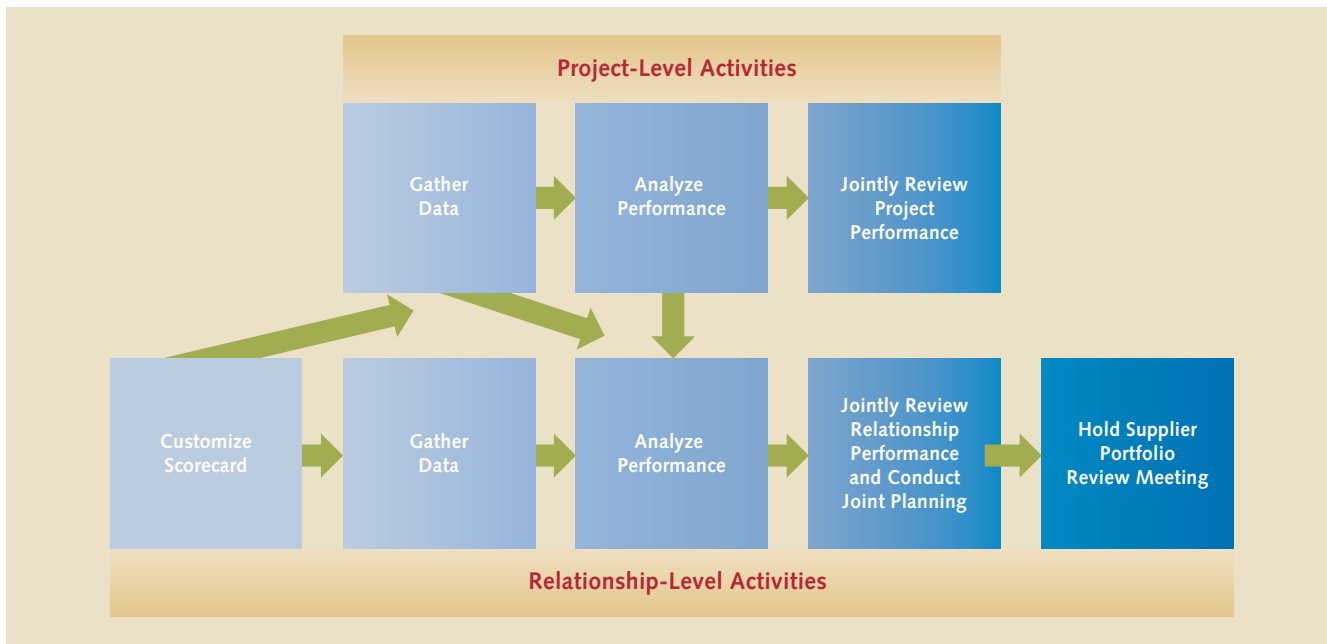 Project-Level Activities
Gather
Data
Analyze
Performance
Jointly Review
Project
Performance
Customize
Scorecard
Gather
Data
Analyze
Performance
Jointly Review
Relationship
Performance
and Conduct
Joint Planning
Hold Supplier
Portfolio
Review Meeting
Relationship-Level Activities